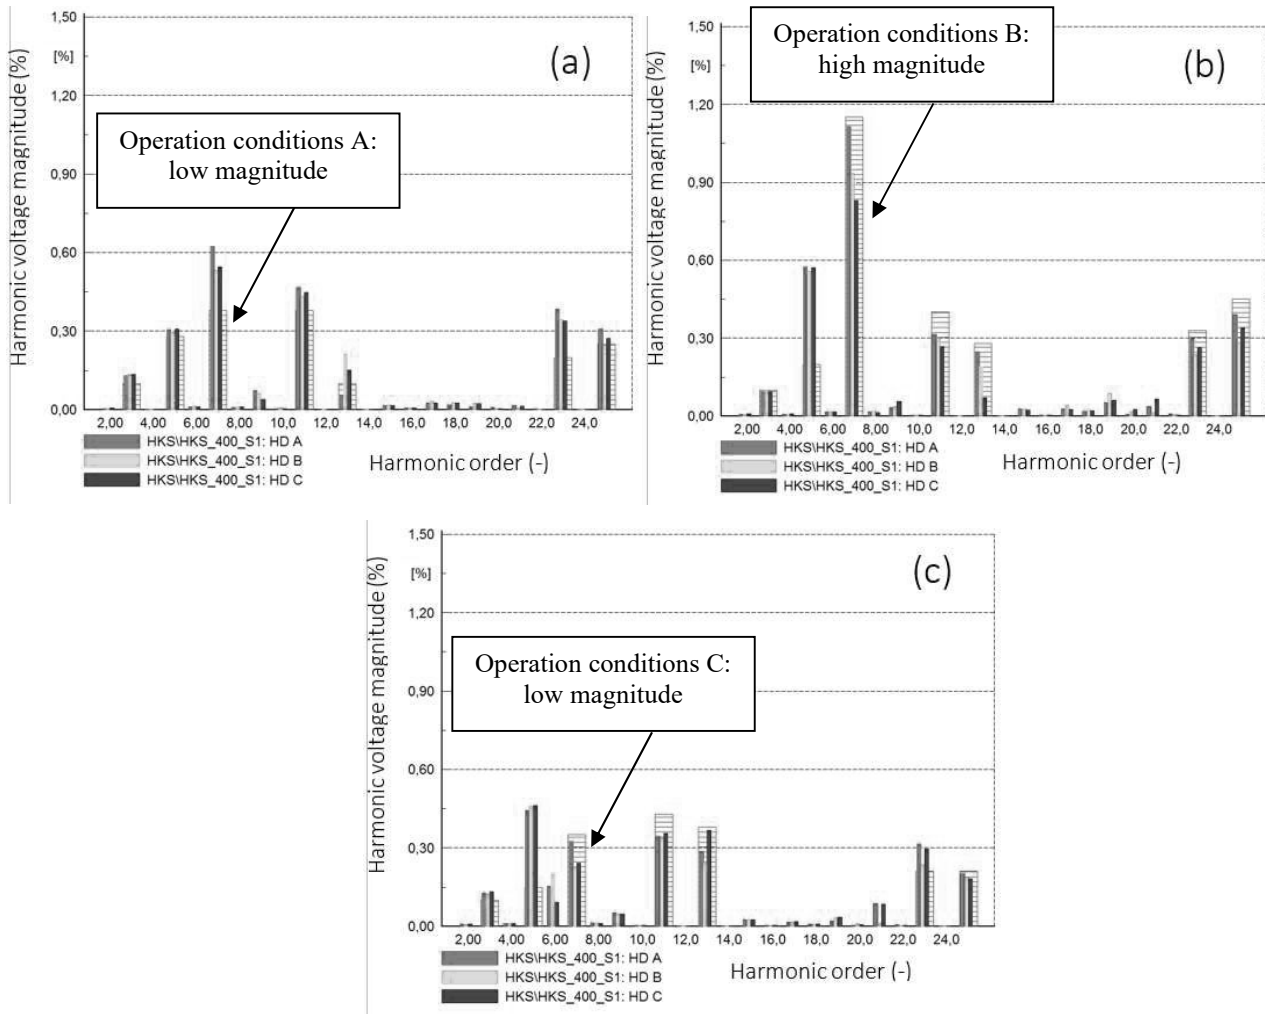 1,50
[%]
1,20
0,90
0,60
0,30
0,00
Harmonic voltage magnitude (%)
(a)
Operation conditions A:
low magnitude
2,00 4,00 6,00 8,00 10,0 12,0 14,0 16,0 18,0 20,0 22,0 24,0
HKS\HKS_400_S1: HD A
HKS\HKS_400_S1: HD B
HKS\HKS_400_S1: HD C
Harmonic order (-)
1,50
[%]
1,20
0,90
0,60
0,30
0,00
Harmonic voltage magnitude (%)
(b)
Operation conditions B:
high magnitude
2,00 4,00 6,00 8,00 10,0 12,0 14,0 16,0 18,0 20,0 22,0 24,0
HKS\HKS_400_S1: HD A
HKS\HKS_400_S1: HD B
HKS\HKS_400_S1: HD C
Harmonic order (-)
1,50
[%]
1,20
0,90
0,60
0,30
0,00
Harmonic voltage magnitude (%)
(c)
Operation conditions C:
low magnitude
2,00 4,00 6,00 8,00 10,0 12,0 14,0 16,0 18,0 20,0 22,0 24,0
HKS\HKS_400_S1: HD A
HKS\HKS_400_S1: HD B
HKS\HKS_400_S1: HD C
Harmonic order (-)